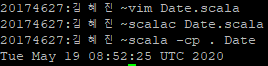 20174627:김 혜 진 ~vim Date.scala
20174627:김 혜 진 ~scalac Date.scala
20174627:김 혜 진 ~scala -cp . Date
Tue May 19 08:52:25 UTC 2020